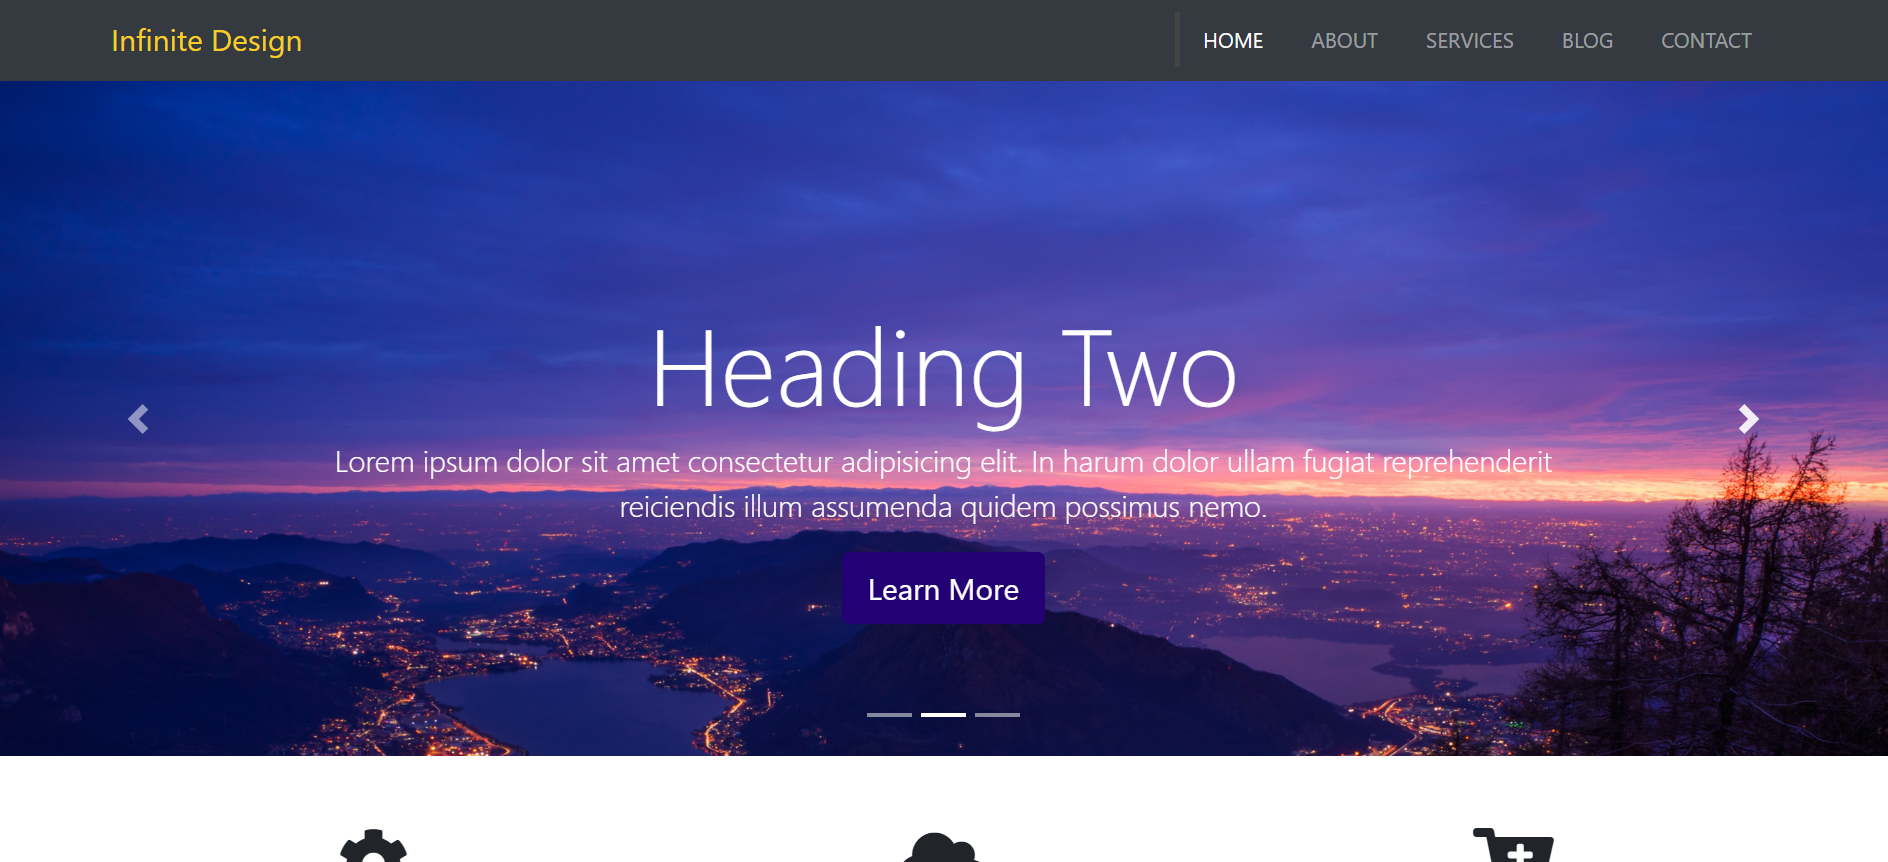 Infinite Design
HOME ABOUT SERVICES BLOG CONTACT
Heading Two
Lorem ipsum dolor sit amet consectetur adipisicing elit. In harum dolor ullam fugiat reprehenderit
reiciendis illum assumenda quidem possimus nemo.
Learn More